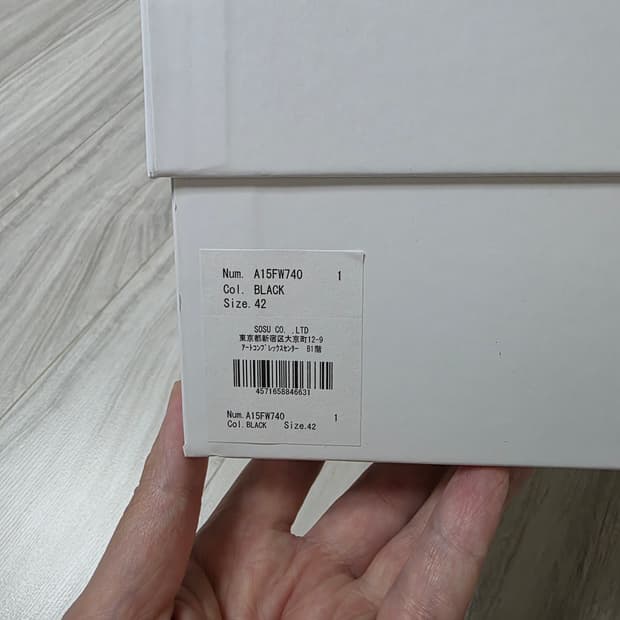 Num. A15FW740 1
Col. BLACK
Size. 42
SOSU CO. ,LTD
東京都新宿区大京町12-9
ｱｰﾄｺﾝﾌﾟﾚｯｸｽｾﾝﾀｰ B1階
4571658846631
Num. A15FW740 1
Col. BLACK Size. 42